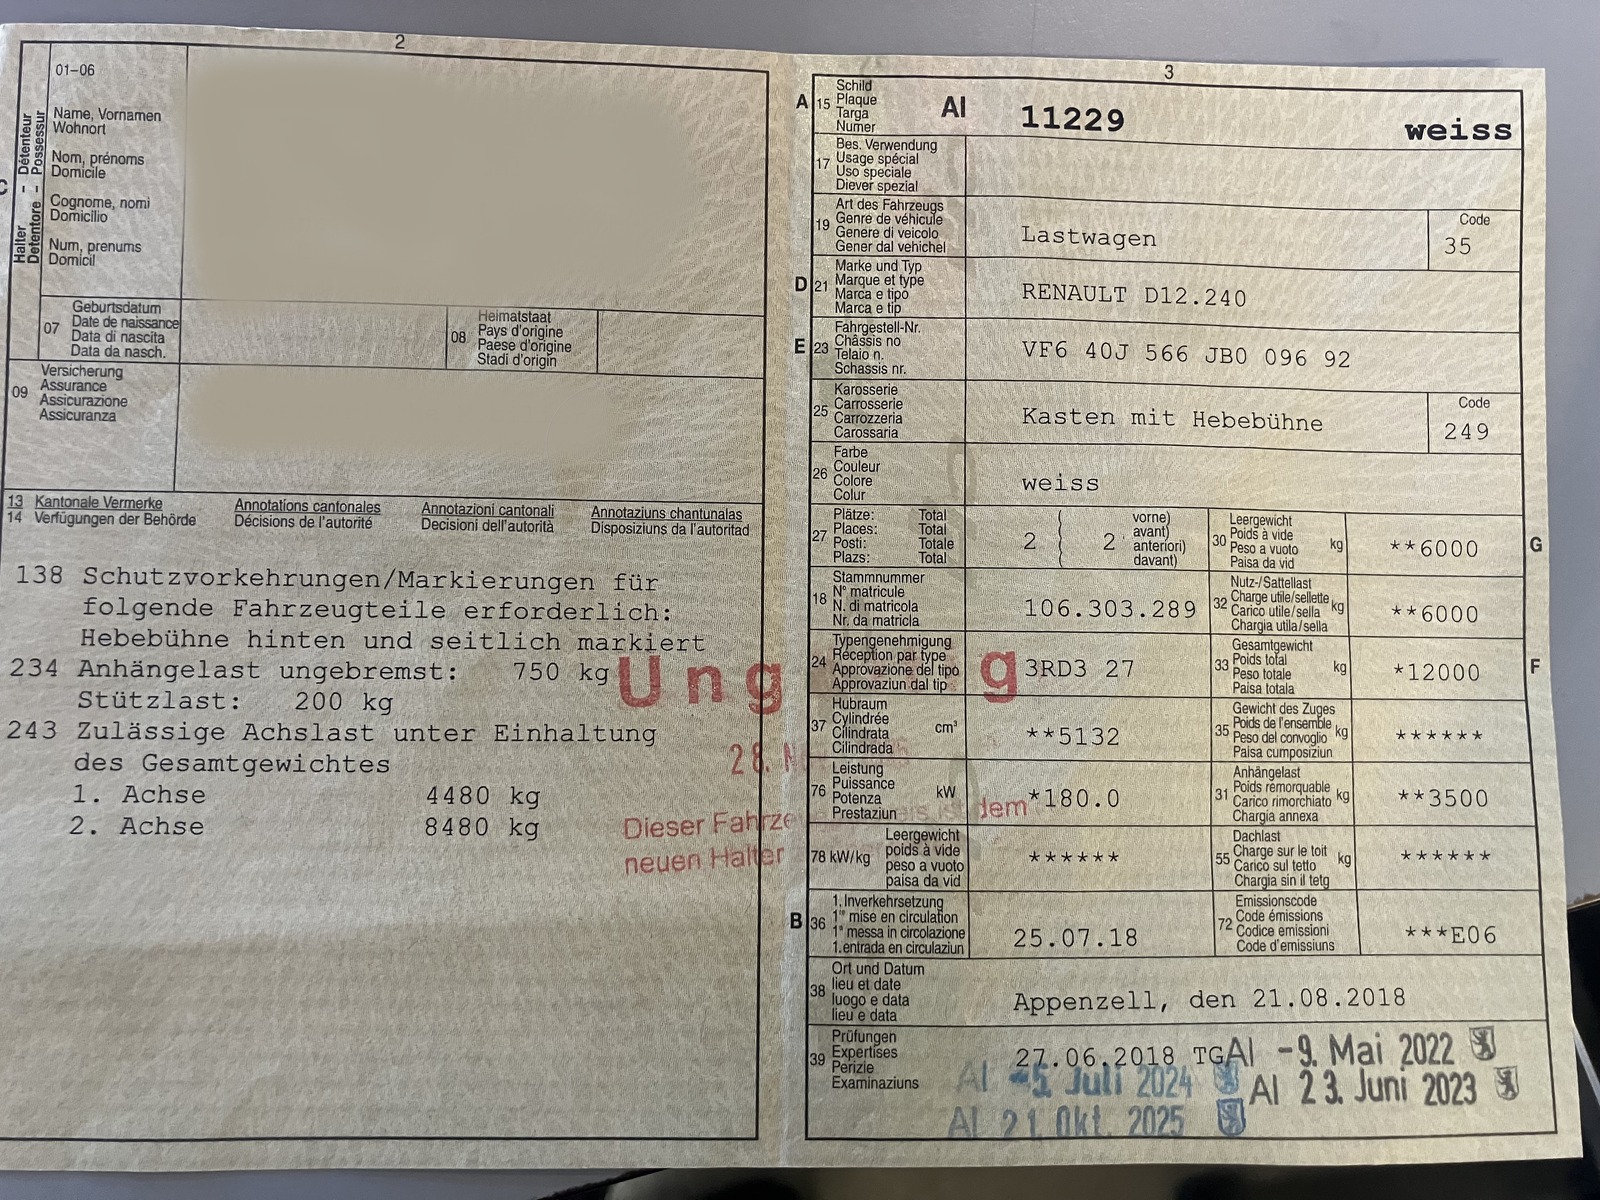 2
01–06
Halter – Détenteur
Detentore – Possessur
C
Name, Vornamen
Wohnort
Nom, prénoms
Domicile
Cognome, nomi
Domicilio
Num, prenums
Domicil
07
Geburtsdatum
Date de naissance
Data di nascita
Data da nasch.
08
Heimatstaat
Pays d'origine
Paese d'origine
Stadi d'origin
09
Versicherung
Assurance
Assicurazione
Assicuranza
13 Kantonale Vermerke Annotations cantonales Annotazioni cantonali Annotaziuns chantunalas
14 Verfügungen der Behörde Décisions de l'autorité Decisioni dell'autorità Disposiziuns da l'autoritad
138 Schutzvorkehrungen/Markierungen für
folgende Fahrzeugteile erforderlich:
Hebebühne hinten und seitlich markiert
234 Anhängelast ungebremst: 750 kg
Stützlast: 200 kg
243 Zulässige Achslast unter Einhaltung
des Gesamtgewichtes
1. Achse 4480 kg
2. Achse 8480 kg
Ung g
28.
Dieser Fahrze is ist dem
neuen Halter
3
A 15
Schild
Plaque
Targa
Numer
AI 11229 weiss
17
Bes. Verwendung
Usage spécial
Uso speciale
Diever spezial
19
Art des Fahrzeugs
Genre de véhicule
Genere di veicolo
Gener dal vehichel
Lastwagen
Code
35
D 21
Marke und Typ
Marque et type
Marca e tipo
Marca e tip
RENAULT D12.240
E 23
Fahrgestell-Nr.
Châssis no
Telaio n.
Schassis nr.
VF6 40J 566 JB0 096 92
25
Karosserie
Carrosserie
Carrozzeria
Carossaria
Kasten mit Hebebühne
Code
249
26
Farbe
Couleur
Colore
Colur
weiss
27
Plätze: Total
Places: Total
Posti: Totale
Plazs: Total
2 2
vorne)
avant)
anteriori)
davant)
30
Leergewicht
Poids à vide
Peso a vuoto
Paisa da vid
kg
**6000
G
18
Stammnummer
N° matricule
N. di matricola
Nr. da matricla
106.303.289
32
Nutz-/Sattellast
Charge utile/sellette
Carico utile/sella
Chargia utila/sella
kg
**6000
24
Typengenehmigung
Réception par type
Approvazione del tipo
Approvaziun dal tip
3RD3 27
33
Gesamtgewicht
Poids total
Peso totale
Paisa totala
kg
*12000
F
37
Hubraum
Cylindrée
Cilindrata
Cilindrada
cm³
**5132
35
Gewicht des Zuges
Poids de l'ensemble
Peso del convoglio
Paisa cumposiziun
kg
******
76
Leistung
Puissance
Potenza
Prestaziun
kW
*180.0
31
Anhängelast
Poids remorquable
Carico rimorchiato
Chargia annexa
kg
**3500
78 kW/kg
Leergewicht
poids à vide
peso a vuoto
paisa da vid
******
55
Dachlast
Charge sur le toit
Carico sul tetto
Chargia sin il tetg
kg
******
B 36
1. Inverkehrsetzung
1re mise en circulation
1a messa in circolazione
1. entrada en circulaziun
25.07.18
72
Emissionscode
Code émissions
Codice emissioni
Code d'emissiuns
***E06
38
Ort und Datum
lieu et date
luogo e data
lieu e data
Appenzell, den 21.08.2018
39
Prüfungen
Expertises
Perizie
Examinaziuns
27.06.2018 TG AI -9. Mai 2022
AI -5. Juli 2024 AI 23. Juni 2023
AI 21. Okt. 2025